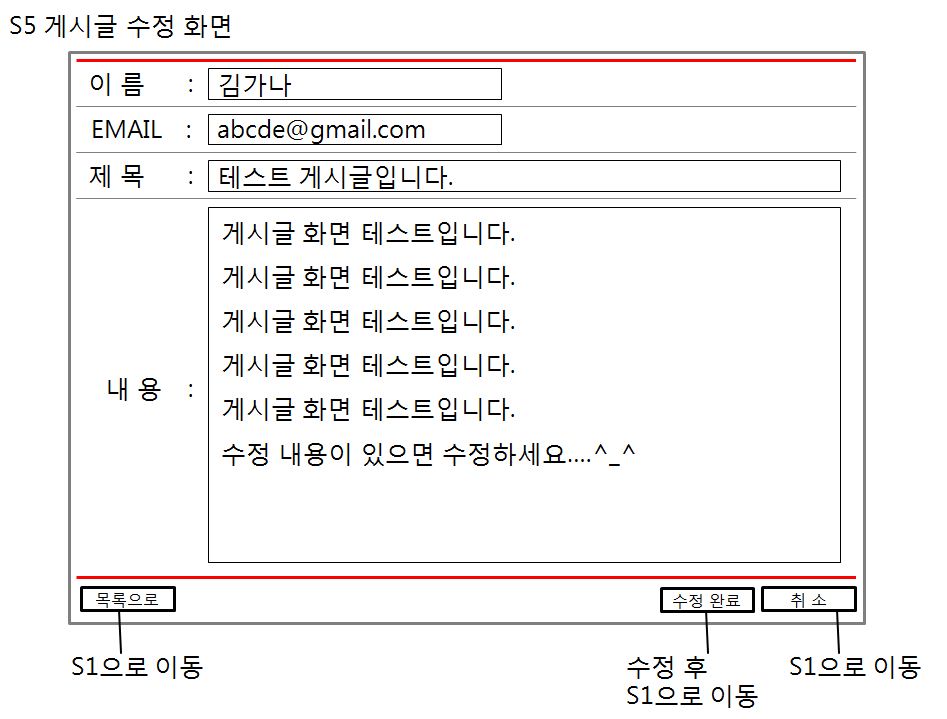 S5 게시글 수정 화면
이 름 : 김가나
EMAIL : abcde@gmail.com
제 목 : 테스트 게시글입니다.
게시글 화면 테스트입니다.
게시글 화면 테스트입니다.
게시글 화면 테스트입니다.
게시글 화면 테스트입니다.
내 용 :
게시글 화면 테스트입니다.
수정 내용이 있으면 수정하세요....^_^
목록으로 수정 완료 취 소
S1으로 이동 수정 후 S1으로 이동
S1으로 이동